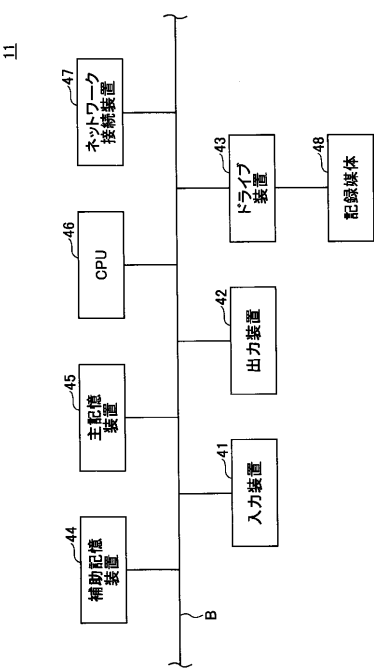 11
44
補助記憶
装置
45
主記憶
装置
46
CPU
47
ネットワーク
接続装置
B
41
入力装置
42
出力装置
43
ドライブ
装置
48
記録媒体